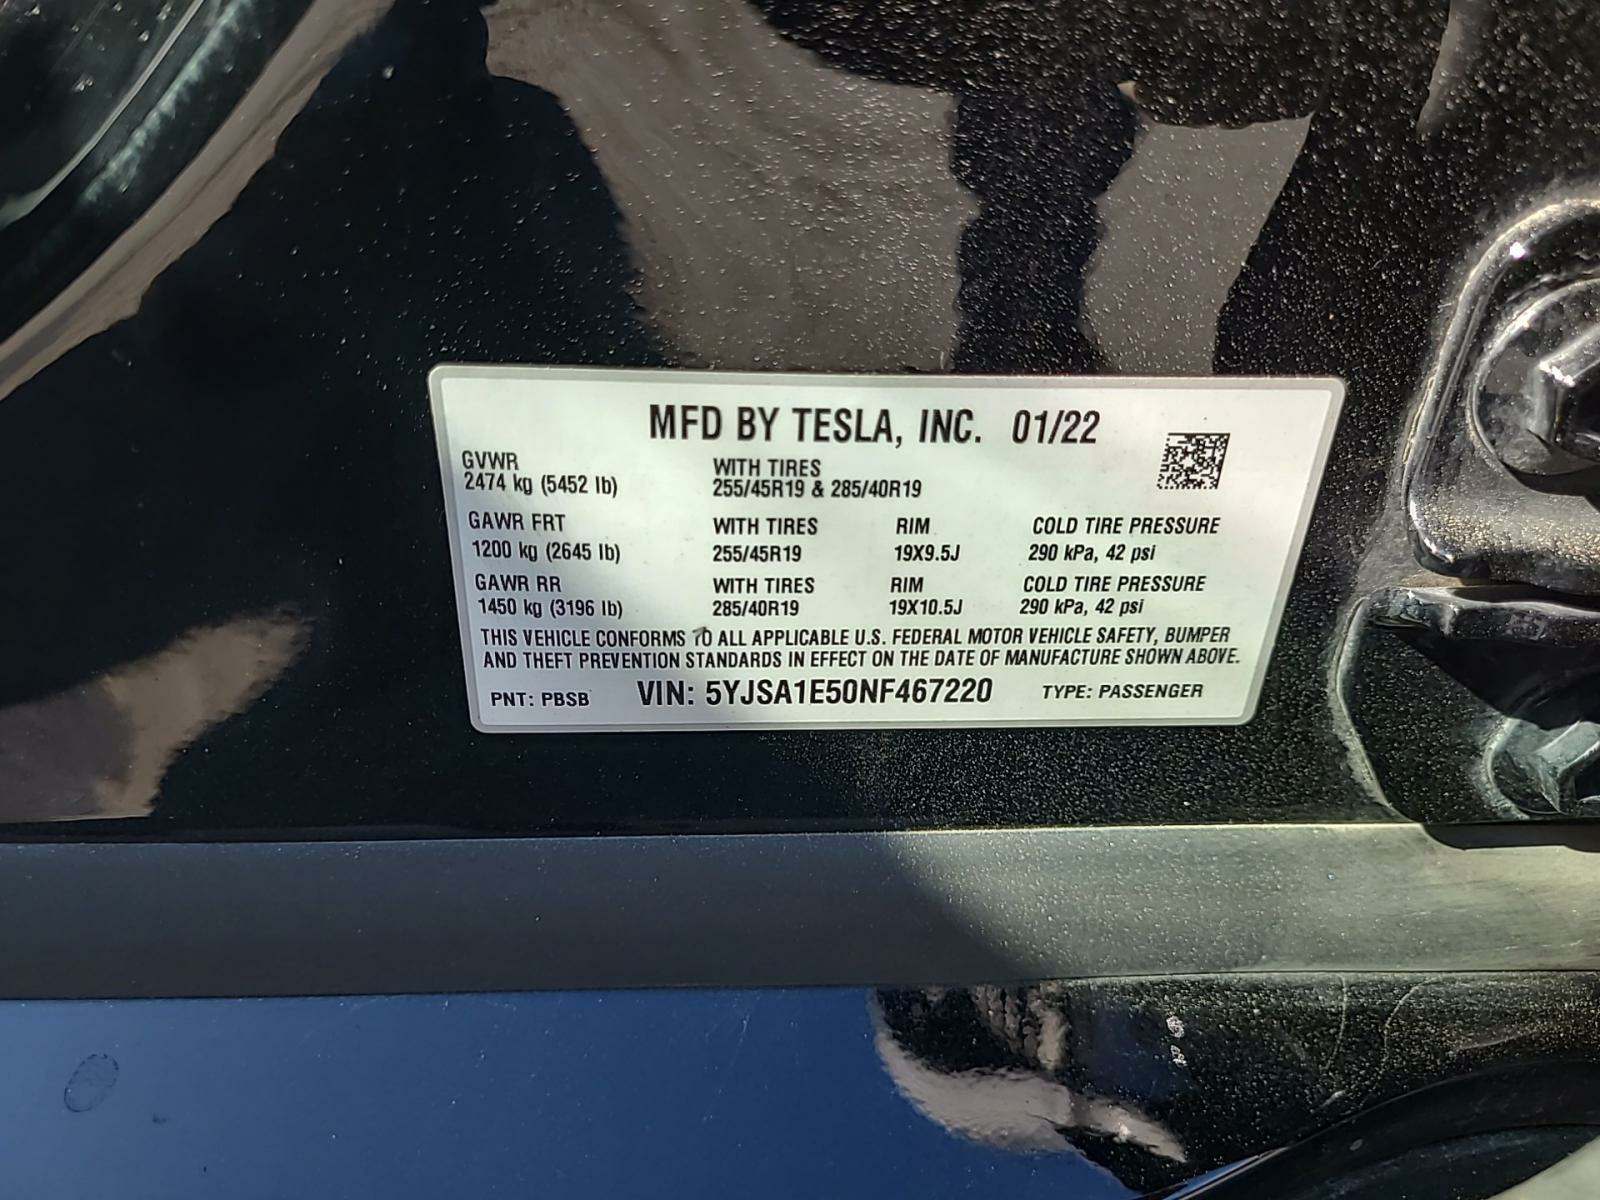 MFD BY TESLA, INC. 01/22
GVWR WITH TIRES
2474 kg (5452 lb) 255/45R19 & 285/40R19
GAWR FRT WITH TIRES RIM COLD TIRE PRESSURE
1200 kg (2645 lb) 255/45R19 19X9.5J 290 kPa, 42 psi
GAWR RR WITH TIRES RIM COLD TIRE PRESSURE
1450 kg (3196 lb) 285/40R19 19X10.5J 290 kPa, 42 psi
THIS VEHICLE CONFORMS TO ALL APPLICABLE U.S. FEDERAL MOTOR VEHICLE SAFETY, BUMPER
AND THEFT PREVENTION STANDARDS IN EFFECT ON THE DATE OF MANUFACTURE SHOWN ABOVE.
PNT: PBSB VIN: 5YJSA1E50NF467220 TYPE: PASSENGER